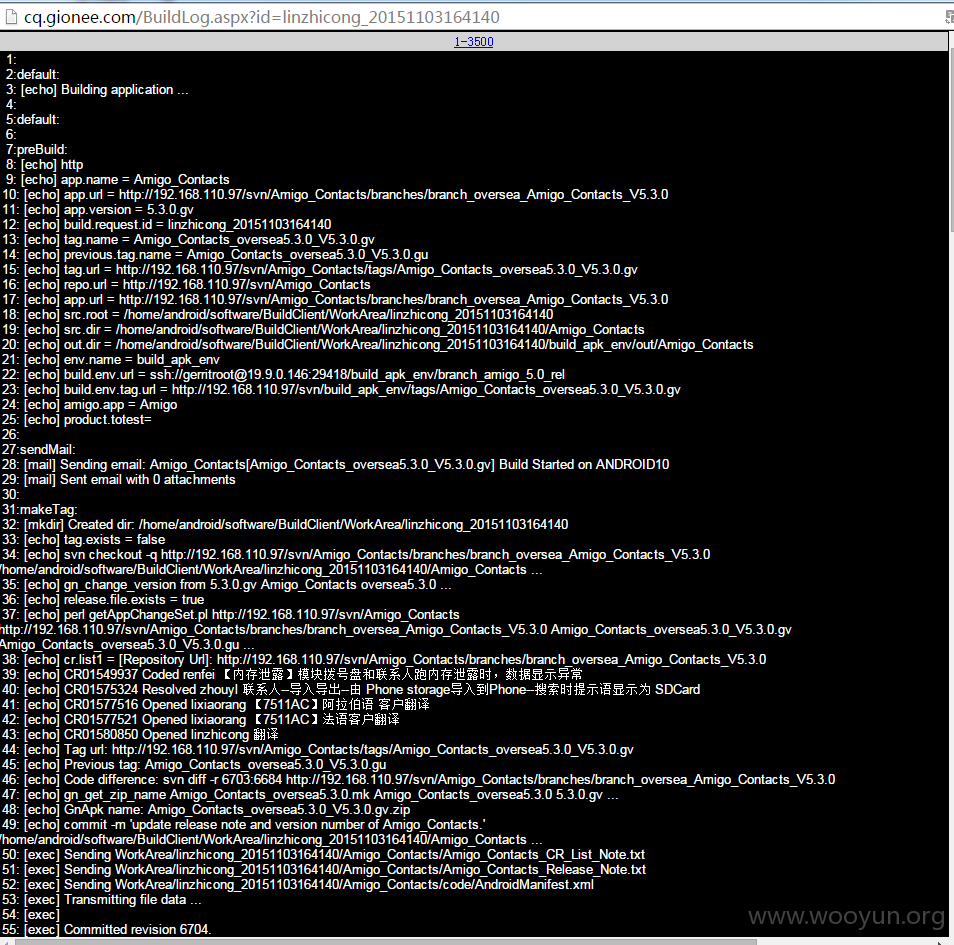 cq.gionee.com/BuildLog.aspx?id=linzhicong_20151103164140
1-3500
1:
2:default:
3: [echo] Building application ...
4:
5:default:
6:
7:preBuild:
8: [echo] http
9: [echo] app.name = Amigo_Contacts
10: [echo] app.url = http://192.168.110.97/svn/Amigo_Contacts/branches/branch_oversea_Amigo_Contacts_V5.3.0
11: [echo] app.version = 5.3.0.gv
12: [echo] build.request.id = linzhicong_20151103164140
13: [echo] tag.name = Amigo_Contacts_oversea5.3.0_V5.3.0.gv
14: [echo] previous.tag.name = Amigo_Contacts_oversea5.3.0_V5.3.0.gu
15: [echo] tag.url = http://192.168.110.97/svn/Amigo_Contacts/tags/Amigo_Contacts_oversea5.3.0_V5.3.0.gv
16: [echo] repo.url = http://192.168.110.97/svn/Amigo_Contacts
17: [echo] app.url = http://192.168.110.97/svn/Amigo_Contacts/branches/branch_oversea_Amigo_Contacts_V5.3.0
18: [echo] src.root = /home/android/software/BuildClient/WorkArea/linzhicong_20151103164140
19: [echo] src.dir = /home/android/software/BuildClient/WorkArea/linzhicong_20151103164140/Amigo_Contacts
20: [echo] out.dir = /home/android/software/BuildClient/WorkArea/linzhicong_20151103164140/build_apk_env/out/Amigo_Contacts
21: [echo] env.name = build_apk_env
22: [echo] build.env.url = ssh://gerritroot@19.9.0.146:29418/build_apk_env/branch_amigo_5.0_rel
23: [echo] build.env.tag.url = http://192.168.110.97/svn/build_apk_env/tags/Amigo_Contacts_oversea5.3.0_V5.3.0.gv
24: [echo] amigo.app = Amigo
25: [echo] product.totest=
26:
27:sendMail:
28: [mail] Sending email: Amigo_Contacts[Amigo_Contacts_oversea5.3.0_V5.3.0.gv] Build Started on ANDROID10
29: [mail] Sent email with 0 attachments
30:
31:makeTag:
32: [mkdir] Created dir: /home/android/software/BuildClient/WorkArea/linzhicong_20151103164140
33: [echo] tag.exists = false
34: [echo] svn checkout -q http://192.168.110.97/svn/Amigo_Contacts/branches/branch_oversea_Amigo_Contacts_V5.3.0
/home/android/software/BuildClient/WorkArea/linzhicong_20151103164140/Amigo_Contacts ...
35: [echo] gn_change_version from 5.3.0.gv Amigo_Contacts oversea5.3.0 ...
36: [echo] release.file.exists = true
37: [echo] perl getAppChangeSet.pl http://192.168.110.97/svn/Amigo_Contacts
http://192.168.110.97/svn/Amigo_Contacts/branches/branch_oversea_Amigo_Contacts_V5.3.0 Amigo_Contacts_oversea5.3.0_V5.3.0.gv
Amigo_Contacts_oversea5.3.0_V5.3.0.gu ...
38: [echo] cr.list1 = [Repository Url]: http://192.168.110.97/svn/Amigo_Contacts/branches/branch_oversea_Amigo_Contacts_V5.3.0
39: [echo] CR01549937 Coded renfei 【内存泄露】模块拨号盘和联系人跑内存泄露时，数据显示异常
40: [echo] CR01575324 Resolved zhouyl 联系人--导入导出--由 Phone storage导入到Phone--搜索时提示语显示为 SDCard
41: [echo] CR01577516 Opened lixiaorang 【7511AC】阿拉伯语 客户翻译
42: [echo] CR01577521 Opened lixiaorang 【7511AC】法语客户翻译
43: [echo] CR01580850 Opened linzhicong 翻译
44: [echo] Tag url: http://192.168.110.97/svn/Amigo_Contacts/tags/Amigo_Contacts_oversea5.3.0_V5.3.0.gv
45: [echo] Previous tag: Amigo_Contacts_oversea5.3.0_V5.3.0.gu
46: [echo] Code difference: svn diff -r 6703:6684 http://192.168.110.97/svn/Amigo_Contacts/branches/branch_oversea_Amigo_Contacts_V5.3.0
47: [echo] gn_get_zip_name Amigo_Contacts_oversea5.3.0.mk Amigo_Contacts_oversea5.3.0 5.3.0.gv ...
48: [echo] GnApk name: Amigo_Contacts_oversea5.3.0_V5.3.0.gv.zip
49: [echo] commit -m 'update release note and version number of Amigo_Contacts.'
/home/android/software/BuildClient/WorkArea/linzhicong_20151103164140/Amigo_Contacts ...
50: [exec] Sending WorkArea/linzhicong_20151103164140/Amigo_Contacts/Amigo_Contacts_CR_List_Note.txt
51: [exec] Sending WorkArea/linzhicong_20151103164140/Amigo_Contacts/Amigo_Contacts_Release_Note.txt
52: [exec] Sending WorkArea/linzhicong_20151103164140/Amigo_Contacts/code/AndroidManifest.xml
53: [exec] Transmitting file data ...
54: [exec]
55: [exec] Committed revision 6704.
www.wooyun.org